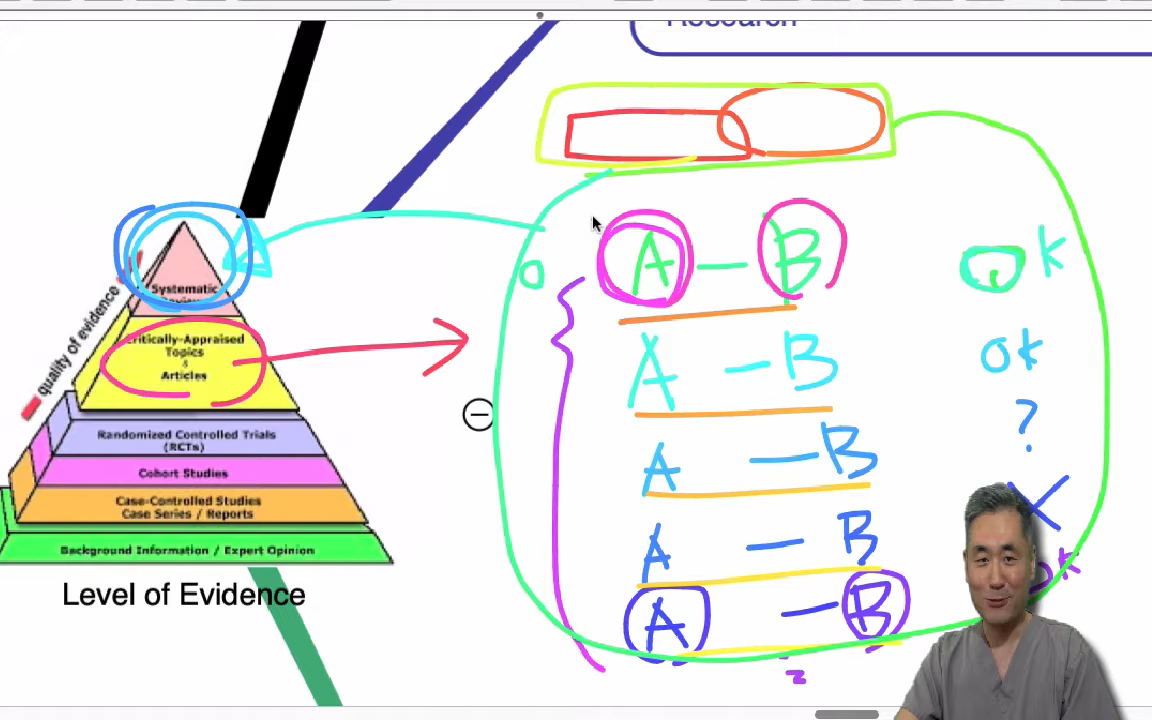 Research
Systematic
Critically-Appraised
Topics
&
Articles
quality of evidence
Randomized Controlled Trials
(RCTs)
Cohort Studies
Case-Controlled Studies
Case Series / Reports
Background Information / Expert Opinion
Level of Evidence
A - B ok
A - B ok
A - B ?
A - B X
A - B ok